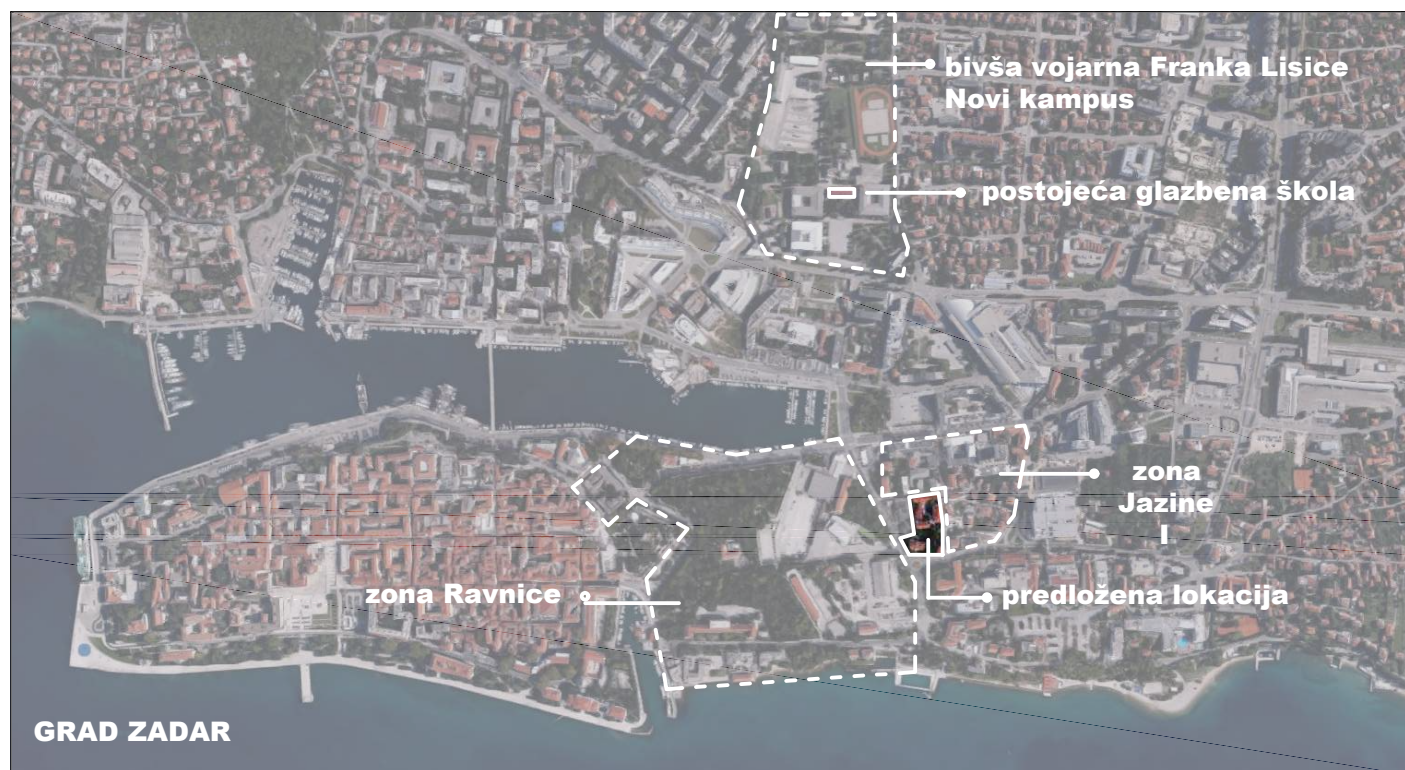 bivša vojarna Franka Lisice
Novi kampus
postojeća glazbena škola
zona
Jazine
I
zona Ravnice
predložena lokacija
GRAD ZADAR